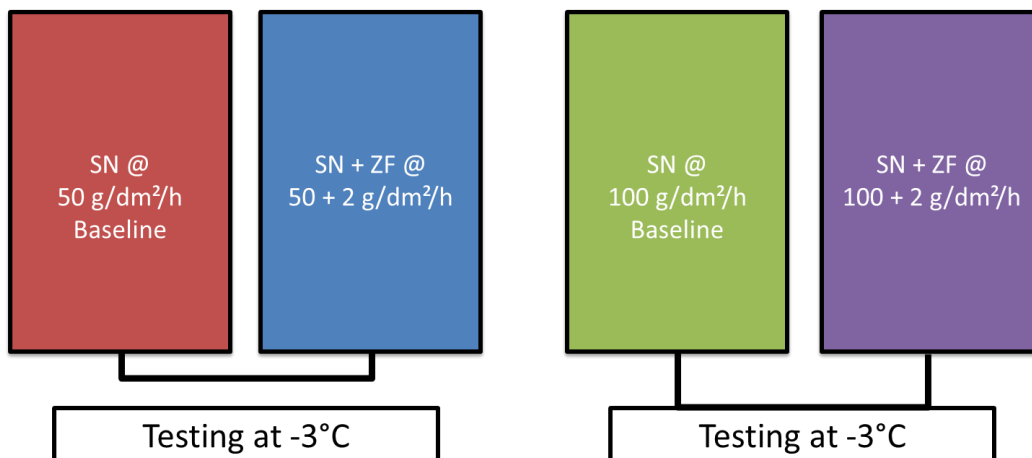 SN @
50 g/dm²/h
Baseline
SN + ZF @
50 + 2 g/dm²/h
SN @
100 g/dm²/h
Baseline
SN + ZF @
100 + 2 g/dm²/h
Testing at -3°C
Testing at -3°C